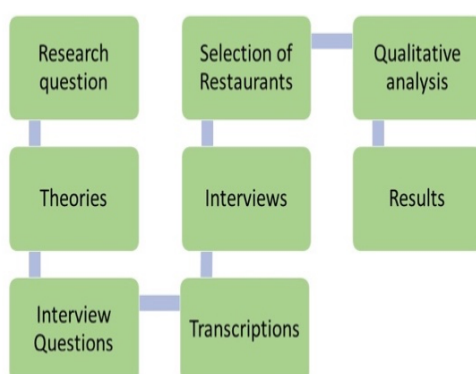 Research
question
Theories
Interview
Questions
Transcriptions
Interviews
Selection of
Restaurants
Qualitative
analysis
Results